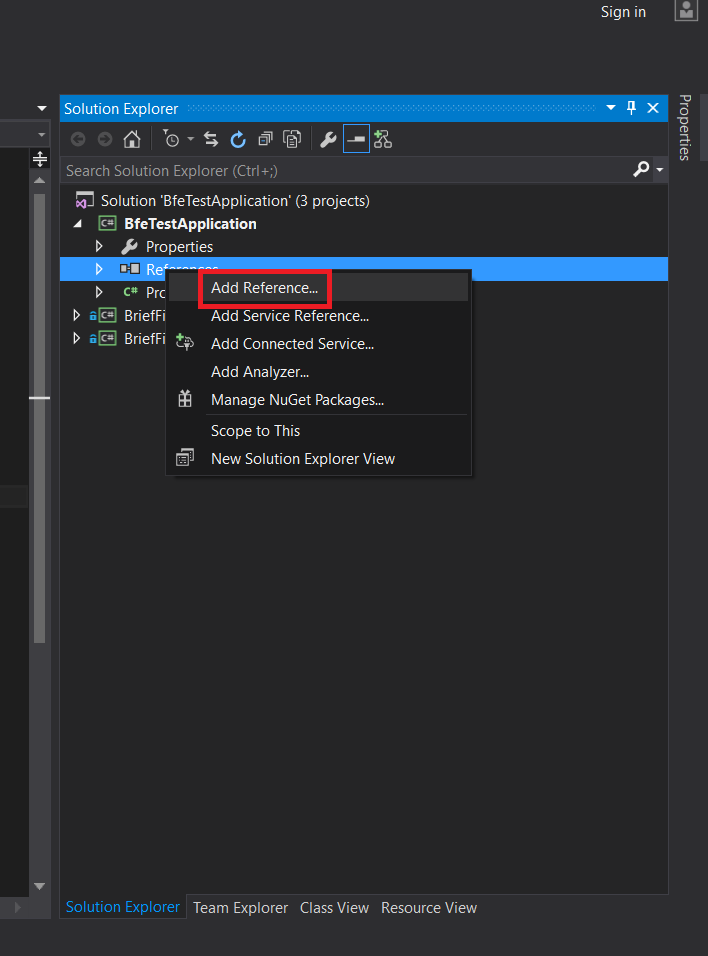 Sign in
Solution Explorer
Properties
Search Solution Explorer (Ctrl+;)
Solution 'BfeTestApplication' (3 projects)
C# BfeTestApplication
Properties
References
Add Reference...
C# Pro
Add Service Reference...
C# BriefFi
C# BriefFi
Add Connected Service...
Add Analyzer...
Manage NuGet Packages...
Scope to This
New Solution Explorer View
Solution Explorer Team Explorer Class View Resource View